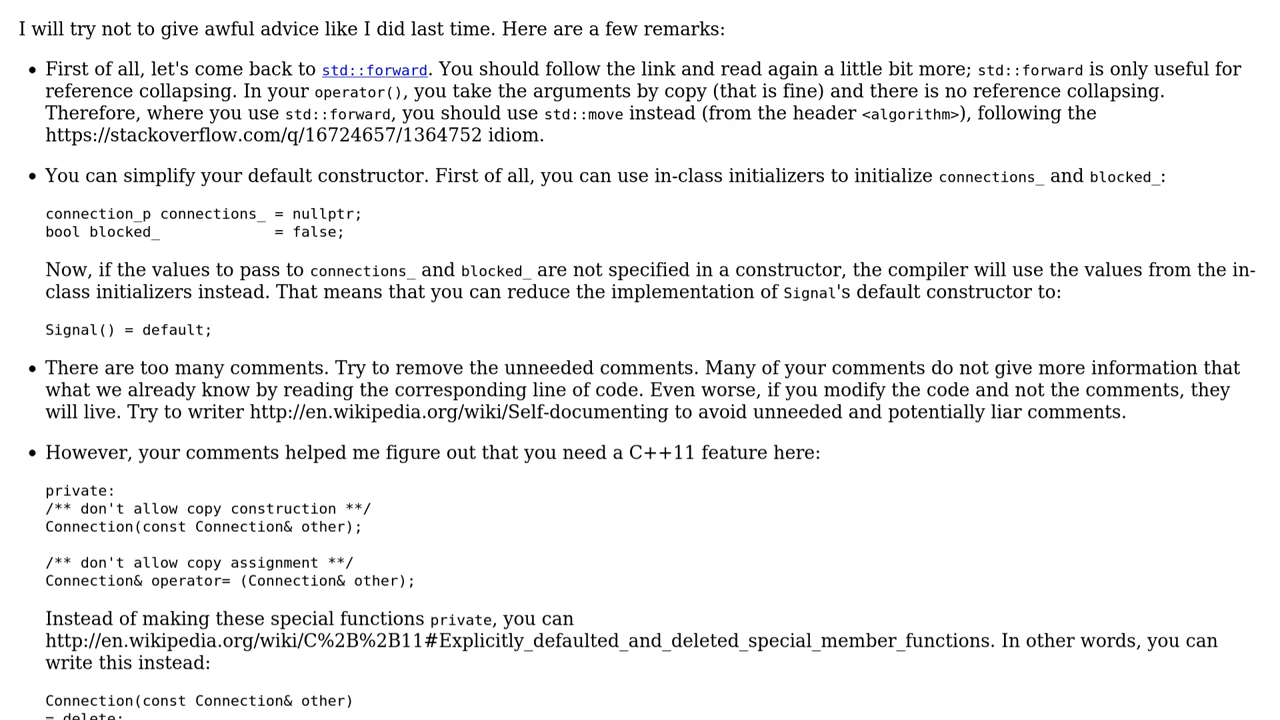 I will try not to give awful advice like I did last time. Here are a few remarks:
• First of all, let's come back to std::forward. You should follow the link and read again a little bit more; std::forward is only useful for
reference collapsing. In your operator(), you take the arguments by copy (that is fine) and there is no reference collapsing.
Therefore, where you use std::forward, you should use std::move instead (from the header <algorithm>), following the
https://stackoverflow.com/q/16724657/1364752 idiom.
• You can simplify your default constructor. First of all, you can use in-class initializers to initialize connections_ and blocked_:
connection_p connections_ = nullptr;
bool blocked_             = false;
Now, if the values to pass to connections_ and blocked_ are not specified in a constructor, the compiler will use the values from the in-
class initializers instead. That means that you can reduce the implementation of Signal's default constructor to:
Signal() = default;
• There are too many comments. Try to remove the unneeded comments. Many of your comments do not give more information that
what we already know by reading the corresponding line of code. Even worse, if you modify the code and not the comments, they
will live. Try to writer http://en.wikipedia.org/wiki/Self-documenting to avoid unneeded and potentially liar comments.
• However, your comments helped me figure out that you need a C++11 feature here:
private:
/** don't allow copy construction **/
Connection(const Connection& other);
/** don't allow copy assignment **/
Connection& operator= (Connection& other);
Instead of making these special functions private, you can
http://en.wikipedia.org/wiki/C%2B%2B11#Explicitly_defaulted_and_deleted_special_member_functions. In other words, you can
write this instead:
Connection(const Connection& other)
= delete;